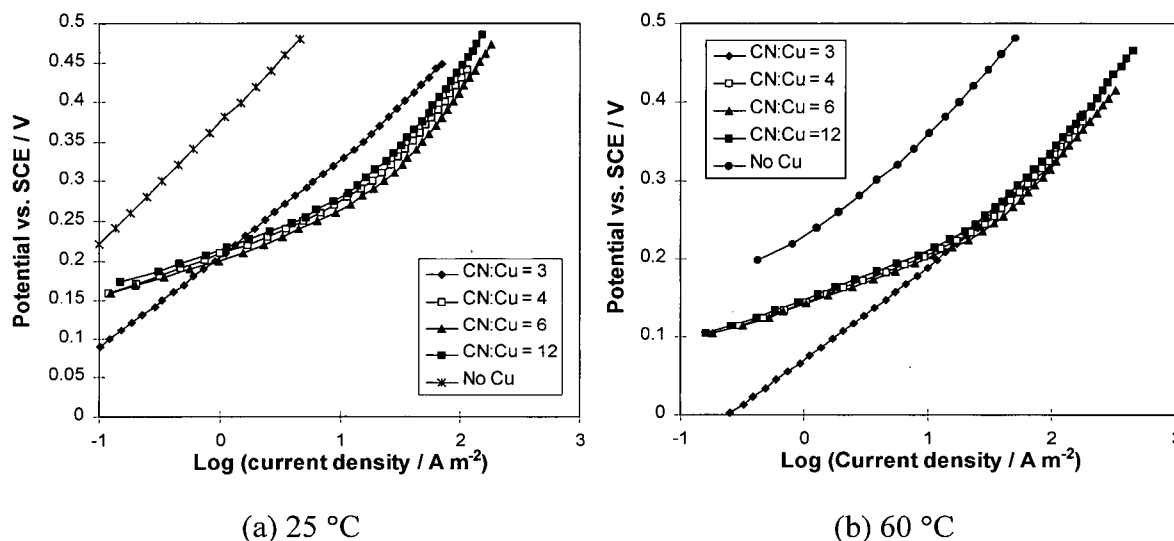 0.5
0.45
0.4
0.35
0.3
0.25
0.2
0.15
0.1
0.05
0
-1
0
1
2
3
Potential vs. SCE / V
Log (current density / A m-2)
CN:Cu = 3
CN:Cu = 4
CN:Cu = 6
CN:Cu = 12
No Cu
(a) 25 °C
0.5
0.4
0.3
0.2
0.1
0
-1
0
1
2
3
Potential vs. SCE / V
Log (Current density / A m-2)
CN:Cu = 3
CN:Cu = 4
CN:Cu = 6
CN:Cu = 12
No Cu
(b) 60 °C